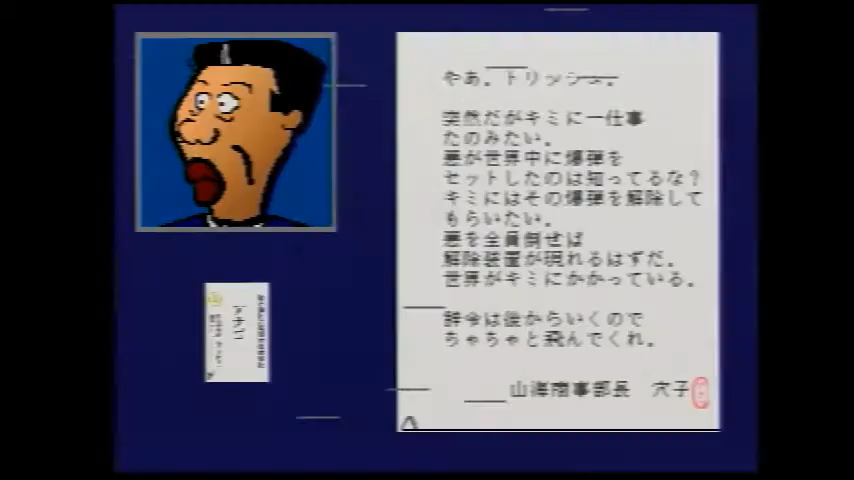 やあ。トリッシュ。
突然だがキミに一仕事
たのみたい。
悪が世界中に爆弾を
セットしたのは知ってるな?
キミにはその爆弾を解除して
もらいたい。
悪を全員倒せば
解除装置が現れるはずだ。
世界がキミにかかっている。
辞令は後からいくので
ちゃちゃと飛んでくれ。
山海商事部長 穴子
アナゴ